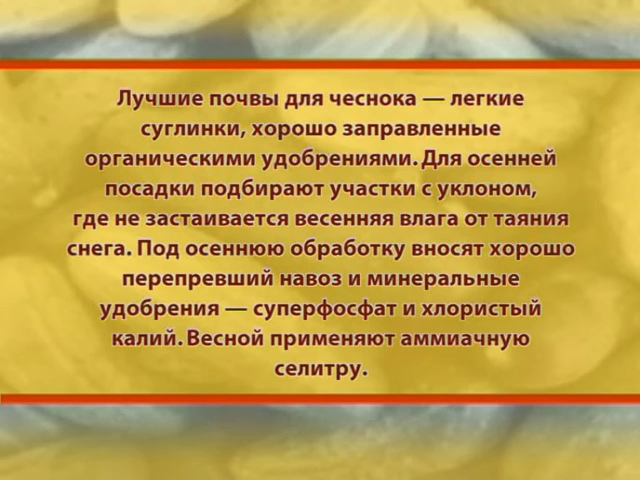 Лучшие почвы для чеснока — легкие
суглинки, хорошо заправленные
органическими удобрениями. Для осенней
посадки подбирают участки с уклоном,
где не застаивается весенняя влага от таяния
снега. Под осеннюю обработку вносят хорошо
перепревший навоз и минеральные
удобрения — суперфосфат и хлористый
калий. Весной применяют аммиачную
селитру.